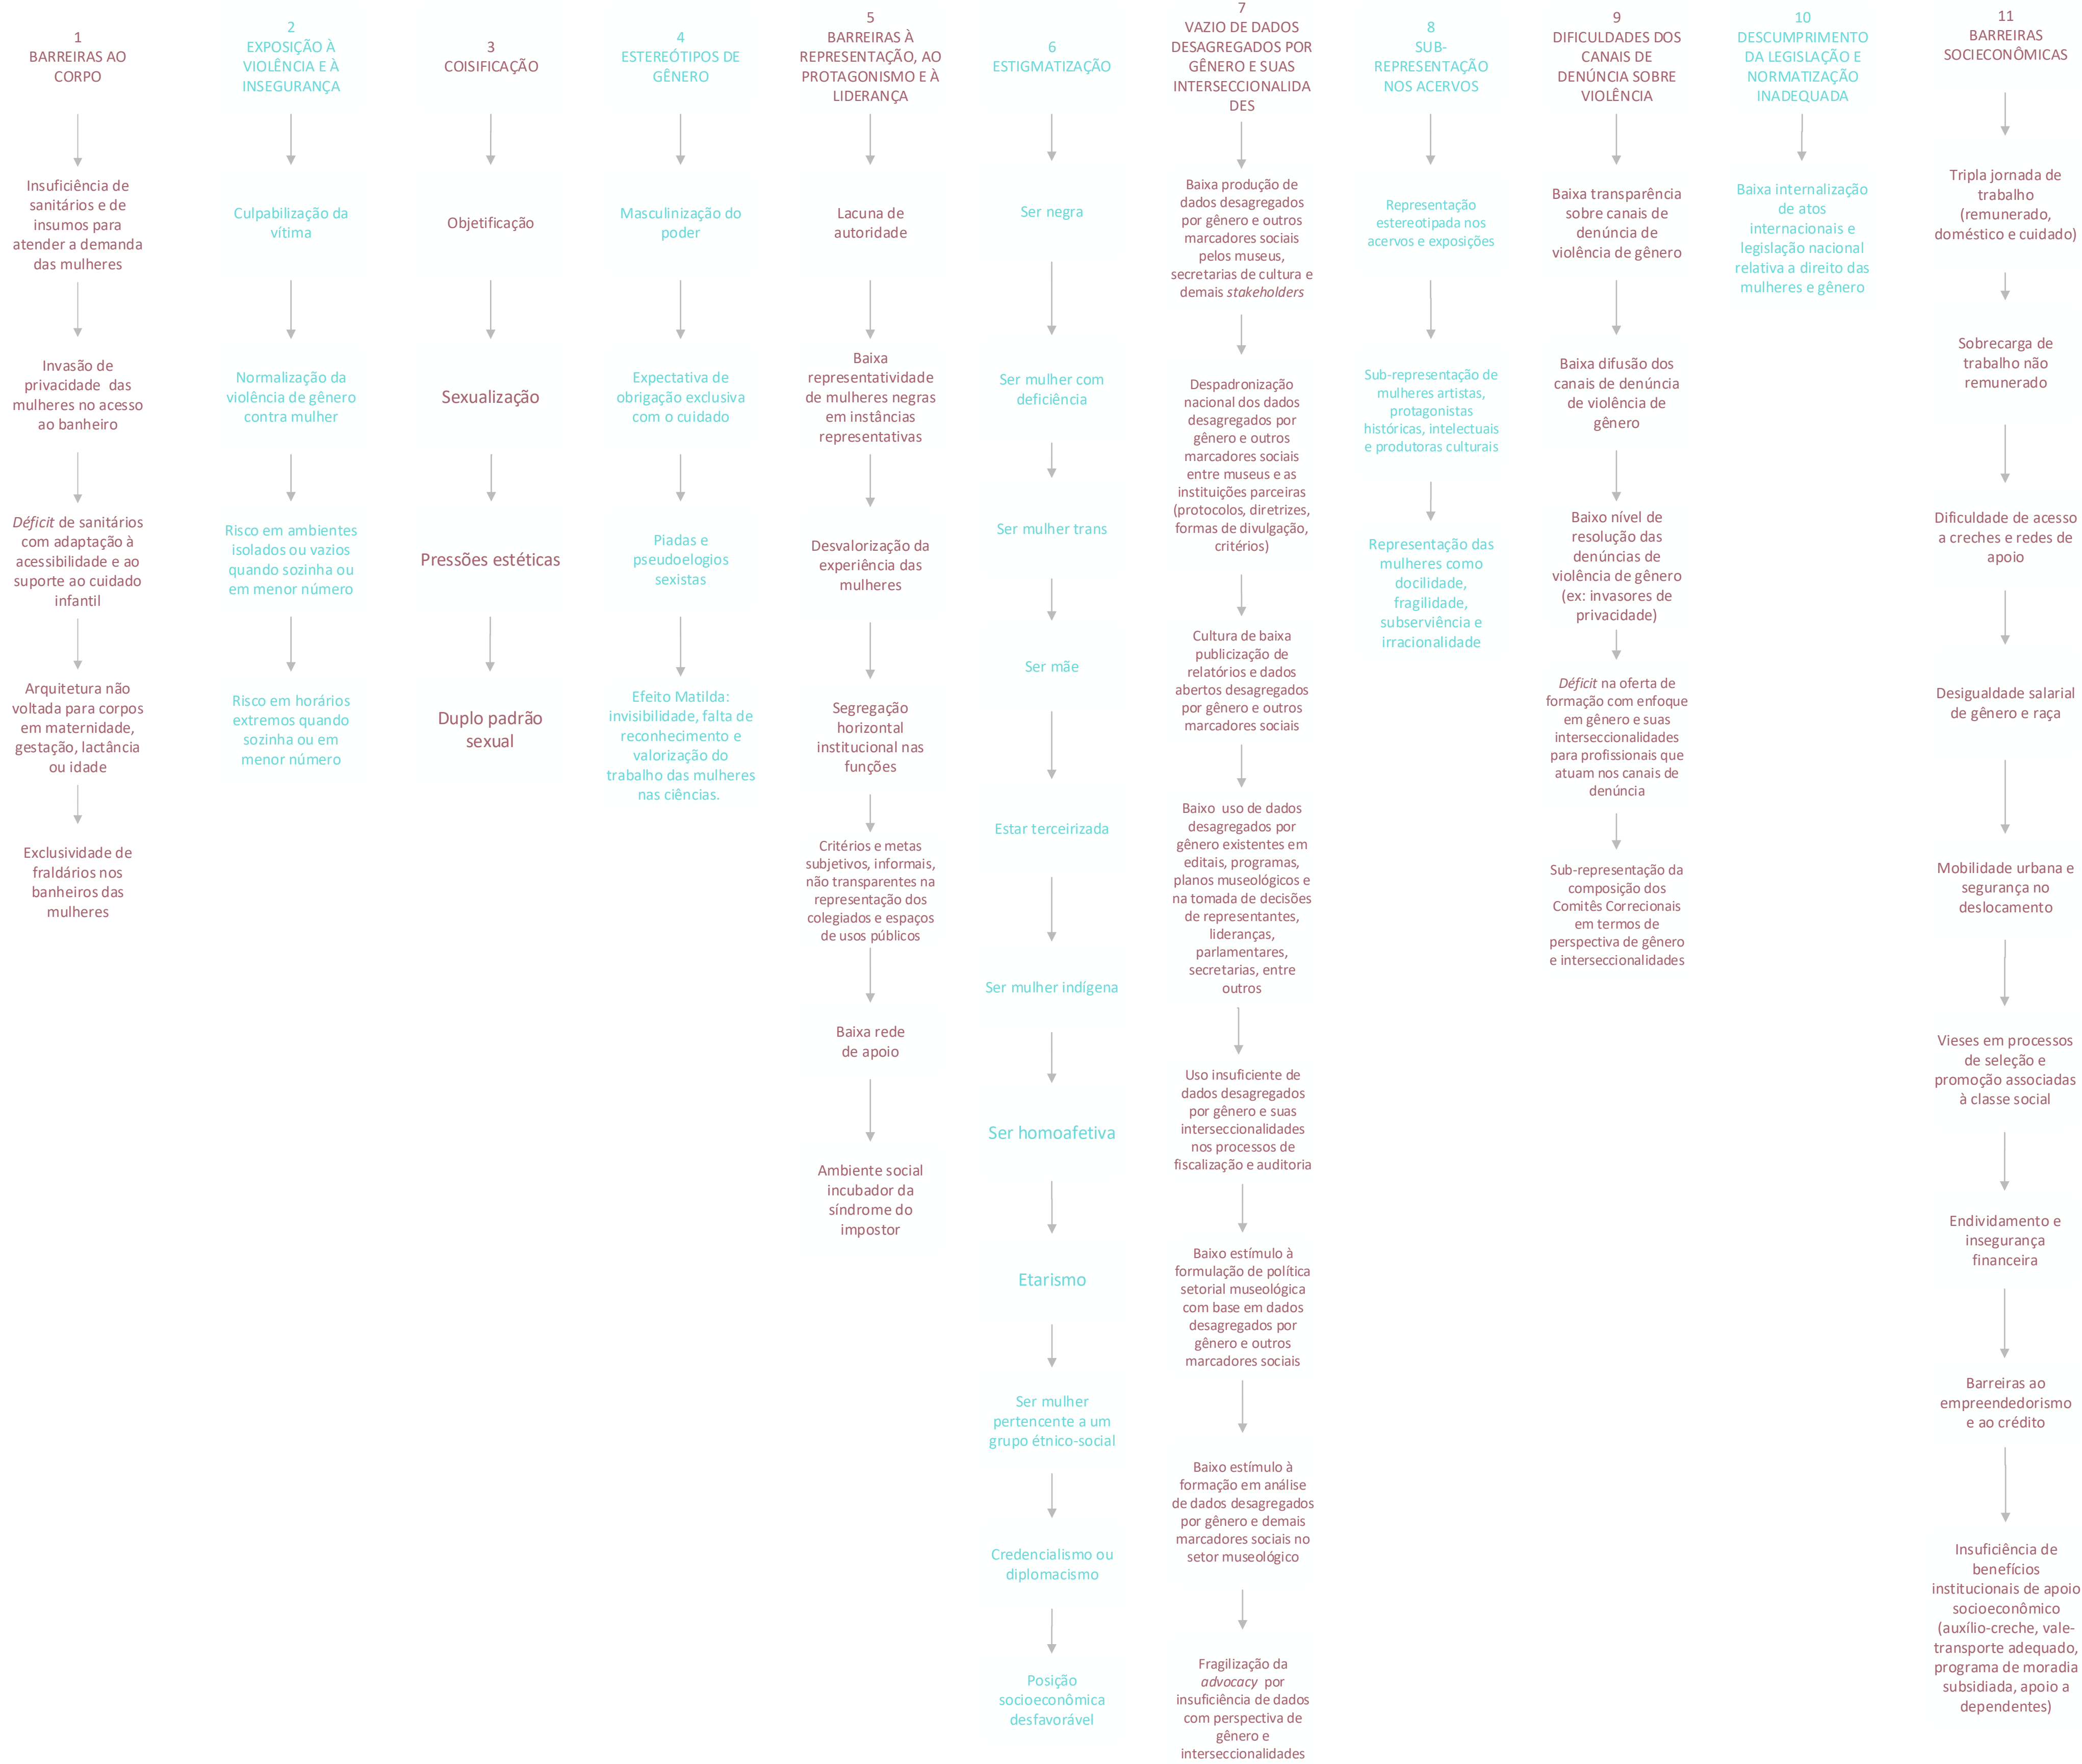 1
BARREIRAS AO
CORPO
Insuficiência de
sanitários e de
insumos para
atender a demanda
das mulheres
Invasão de
privacidade das
mulheres no acesso
ao banheiro
Déficit de sanitários
com adaptação à
acessibilidade e ao
suporte ao cuidado
infantil
Arquitetura não
voltada para corpos
em maternidade,
gestação, lactância
ou idade
Exclusividade de
fraldários nos
banheiros das
mulheres
2
EXPOSIÇÃO À
VIOLÊNCIA E À
INSEGURANÇA
Culpabilização da
vítima
Normalização da
violência de gênero
contra mulher
Risco em ambientes
isolados ou vazios
quando sozinha ou
em menor número
Risco em horários
extremos quando
sozinha ou em
menor número
3
COISIFICAÇÃO
Objetificação
Sexualização
Pressões estéticas
Duplo padrão
sexual
4
ESTEREÓTIPOS DE
GÊNERO
Masculinização do
poder
Expectativa de
obrigação exclusiva
com o cuidado
Piadas e
pseudoelogios
sexistas
Efeito Matilda:
invisibilidade, falta de
reconhecimento e
valorização do
trabalho das mulheres
nas ciências.
5
BARREIRAS À
REPRESENTAÇÃO, AO
PROTAGONISMO E À
LIDERANÇA
Lacuna de
autoridade
Baixa
representatividade
de mulheres negras
em instâncias
representativas
Desvalorização da
experiência das
mulheres
Segregação
horizontal
institucional nas
funções
Critérios e metas
subjetivos, informais,
não transparentes na
representação dos
colegiados e espaços
de usos públicos
Baixa rede
de apoio
Ambiente social
incubador da
síndrome do
impostor
6
ESTIGMATIZAÇÃO
Ser negra
Ser mulher com
deficiência
Ser mulher trans
Ser mãe
Estar terceirizada
Ser mulher indígena
Ser homoafetiva
Etarismo
Ser mulher
pertencente a um
grupo étnico-social
Credencialismo ou
diplomacismo
Posição
socioeconômica
desfavorável
7
VAZIO DE DADOS
DESAGREGADOS POR
GÊNERO E SUAS
INTERSECCIONALIDA
DES
Baixa produção de
dados desagregados
por gênero e outros
marcadores sociais
pelos museus,
secretarias de cultura e
demais stakeholders
Despadronização
nacional dos dados
desagregados por
gênero e outros
marcadores sociais
entre museus e as
instituições parceiras
(protocolos, diretrizes,
formas de divulgação,
critérios)
Cultura de baixa
publicização de
relatórios e dados
abertos desagregados
por gênero e outros
marcadores sociais
Baixo uso de dados
desagregados por
gênero existentes em
editais, programas,
planos museológicos e
na tomada de decisões
de representantes,
lideranças,
parlamentares,
secretarias, entre
outros
Uso insuficiente de
dados desagregados
por gênero e suas
interseccionalidades
nos processos de
fiscalização e auditoria
Baixo estímulo à
formulação de política
setorial museológica
com base em dados
desagregados por
gênero e outros
marcadores sociais
Baixo estímulo à
formação em análise
de dados desagregados
por gênero e demais
marcadores sociais no
setor museológico
Fragilização da
advocacy por
insuficiência de dados
com perspectiva de
gênero e
interseccionalidades
8
SUB-
REPRESENTAÇÃO
NOS ACERVOS
Representação
estereotipada nos
acervos e exposições
Sub-representação de
mulheres artistas,
protagonistas
históricas, intelectuais
e produtoras culturais
Representação das
mulheres como
docilidade,
fragilidade,
subserviência e
irracionalidade
9
DIFICULDADES DOS
CANAIS DE
DENÚNCIA SOBRE
VIOLÊNCIA
Baixa transparência
sobre canais de
denúncia de
violência de gênero
Baixa difusão dos
canais de denúncia
de violência de
gênero
Baixo nível de
resolução das
denúncias de
violência de gênero
(ex: invasores de
privacidade)
Déficit na oferta de
formação com enfoque
em gênero e suas
interseccionalidades
para profissionais que
atuam nos canais de
denúncia
Sub-representação da
composição dos
Comitês Correcionais
em termos de
perspectiva de gênero
e interseccionalidades
10
DESCUMPRIMENTO
DA LEGISLAÇÃO E
NORMATIZAÇÃO
INADEQUADA
Baixa internalização
de atos
internacionais e
legislação nacional
relativa a direito das
mulheres e gênero
11
BARREIRAS
SOCIECONÔMICAS
Tripla jornada de
trabalho
(remunerado,
doméstico e cuidado)
Sobrecarga de
trabalho não
remunerado
Dificuldade de acesso
a creches e redes de
apoio
Desigualdade salarial
de gênero e raça
Mobilidade urbana e
segurança no
deslocamento
Vieses em processos
de seleção e
promoção associadas
à classe social
Endividamento e
insegurança
financeira
Barreiras ao
empreendedorismo
e ao crédito
Insuficiência de
benefícios
institucionais de apoio
socioeconômico
(auxílio-creche, vale-
transporte adequado,
programa de moradia
subsidiada, apoio a
dependentes)